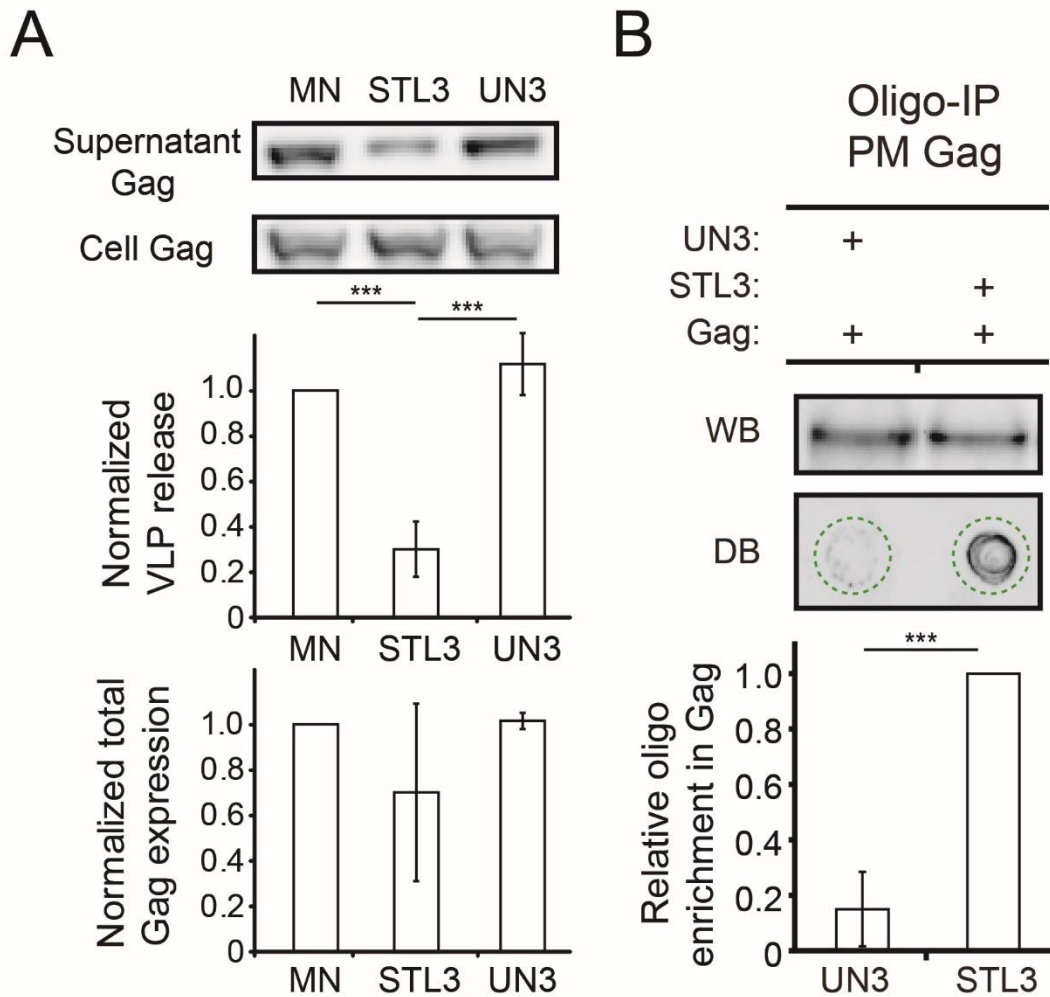 A
MN STL3 UN3
Supernatant
Gag
Cell Gag
*** ***
Normalized
VLP release
1.0
0.8
0.6
0.4
0.2
0
MN STL3 UN3
Normalized total
Gag expression
1.0
0.8
0.6
0.4
0.2
0
MN STL3 UN3
B
Oligo-IP
PM Gag
UN3: +
STL3: +
Gag: + +
WB
DB
***
Relative oligo
enrichment in Gag
1.0
0.8
0.6
0.4
0.2
0
UN3 STL3